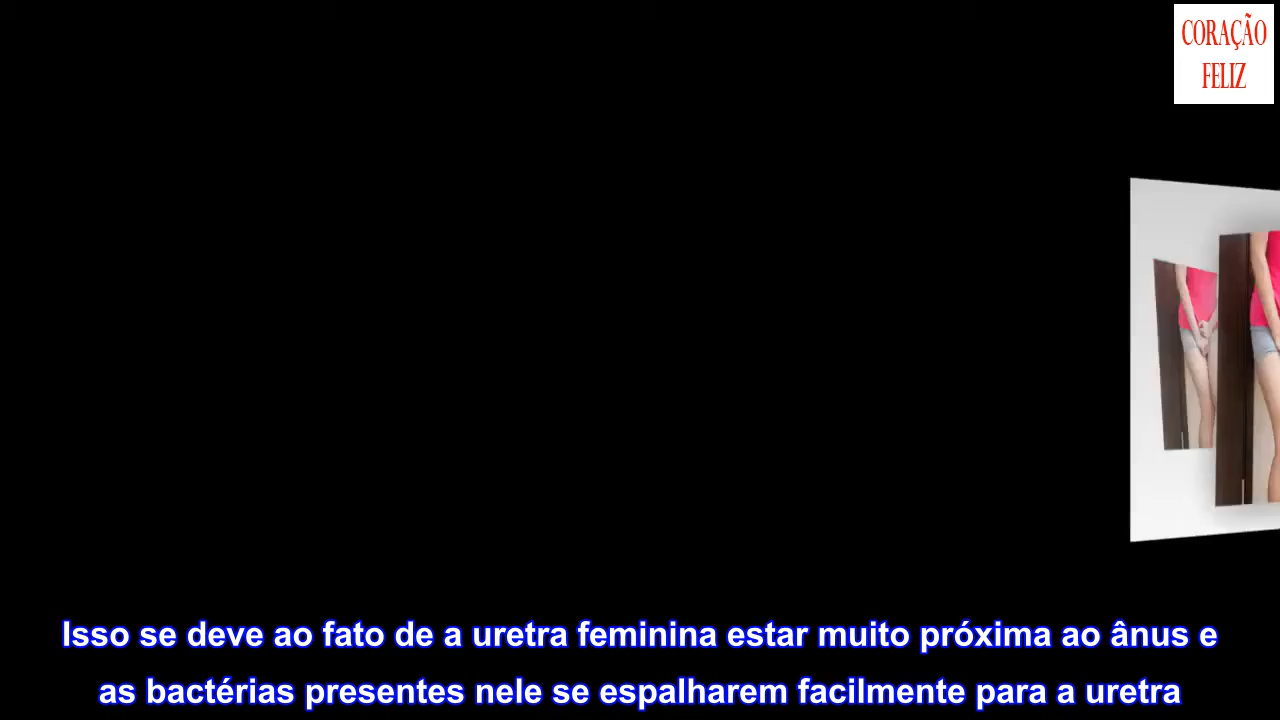 CORAÇÃO
FELIZ
Isso se deve ao fato de a uretra feminina estar muito próxima ao ânus e
as bactérias presentes nele se espalharem facilmente para a uretra